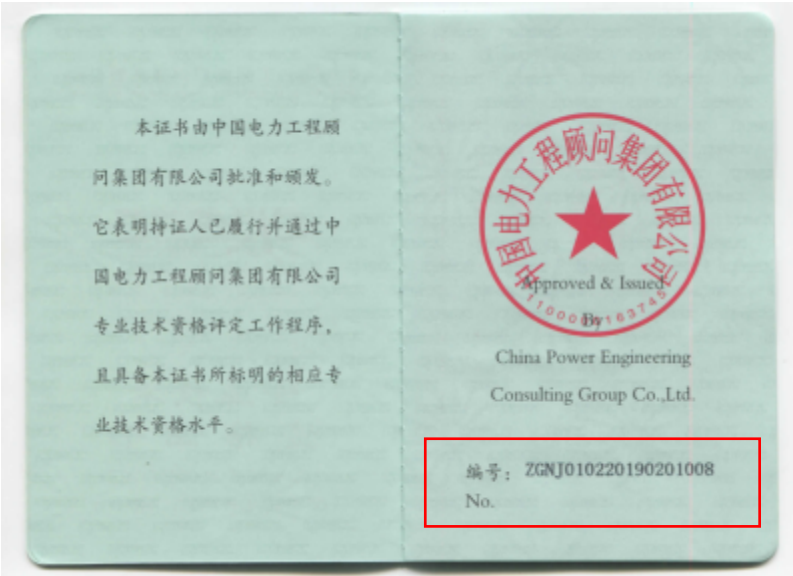 本证书由中国电力工程顾
问集团有限公司批准和颁发。
它表明持证人已履行并通过中
国电力工程顾问集团有限公司
专业技术资格评定工作程序，
且具备本证书所标明的相应专
业技术资格水平。
中国电力工程顾问集团有限公司
Approved & Issued
By
China Power Engineering
Consulting Group Co.,Ltd.
编号： ZGNJ010220190201008
No.